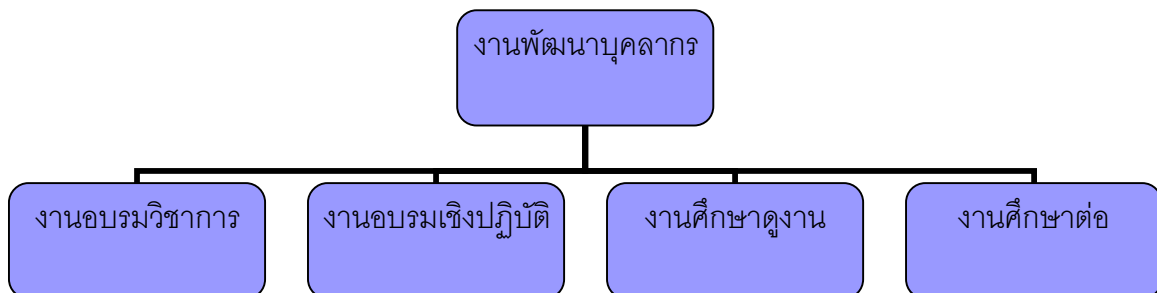 งานพัฒนาบุคลากร
งานอบรมวิชาการ
งานอบรมเชิงปฏิบัติ
งานศึกษาดูงาน
งานศึกษาต่อ